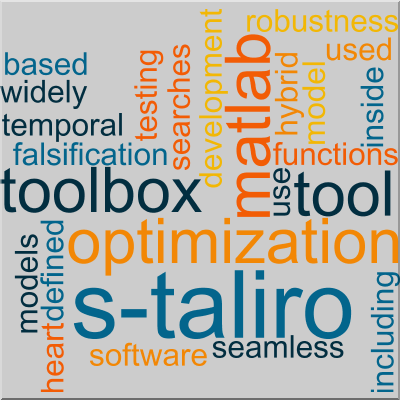 robustness
based
used
widely
testing
searches
development
matlab
hybrid
model
inside
temporal
falsification
functions
toolbox
use
tool
optimization
models
defined
s-taliro
heart
software
seamless
including